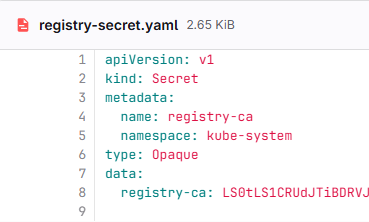 registry-secret.yaml 2.65 KiB
1 apiVersion: v1
2 kind: Secret
3 metadata:
4 name: registry-ca
5 namespace: kube-system
6 type: Opaque
7 data:
8 registry-ca: LS0tLS1CRUdJTiBDRVJ
9